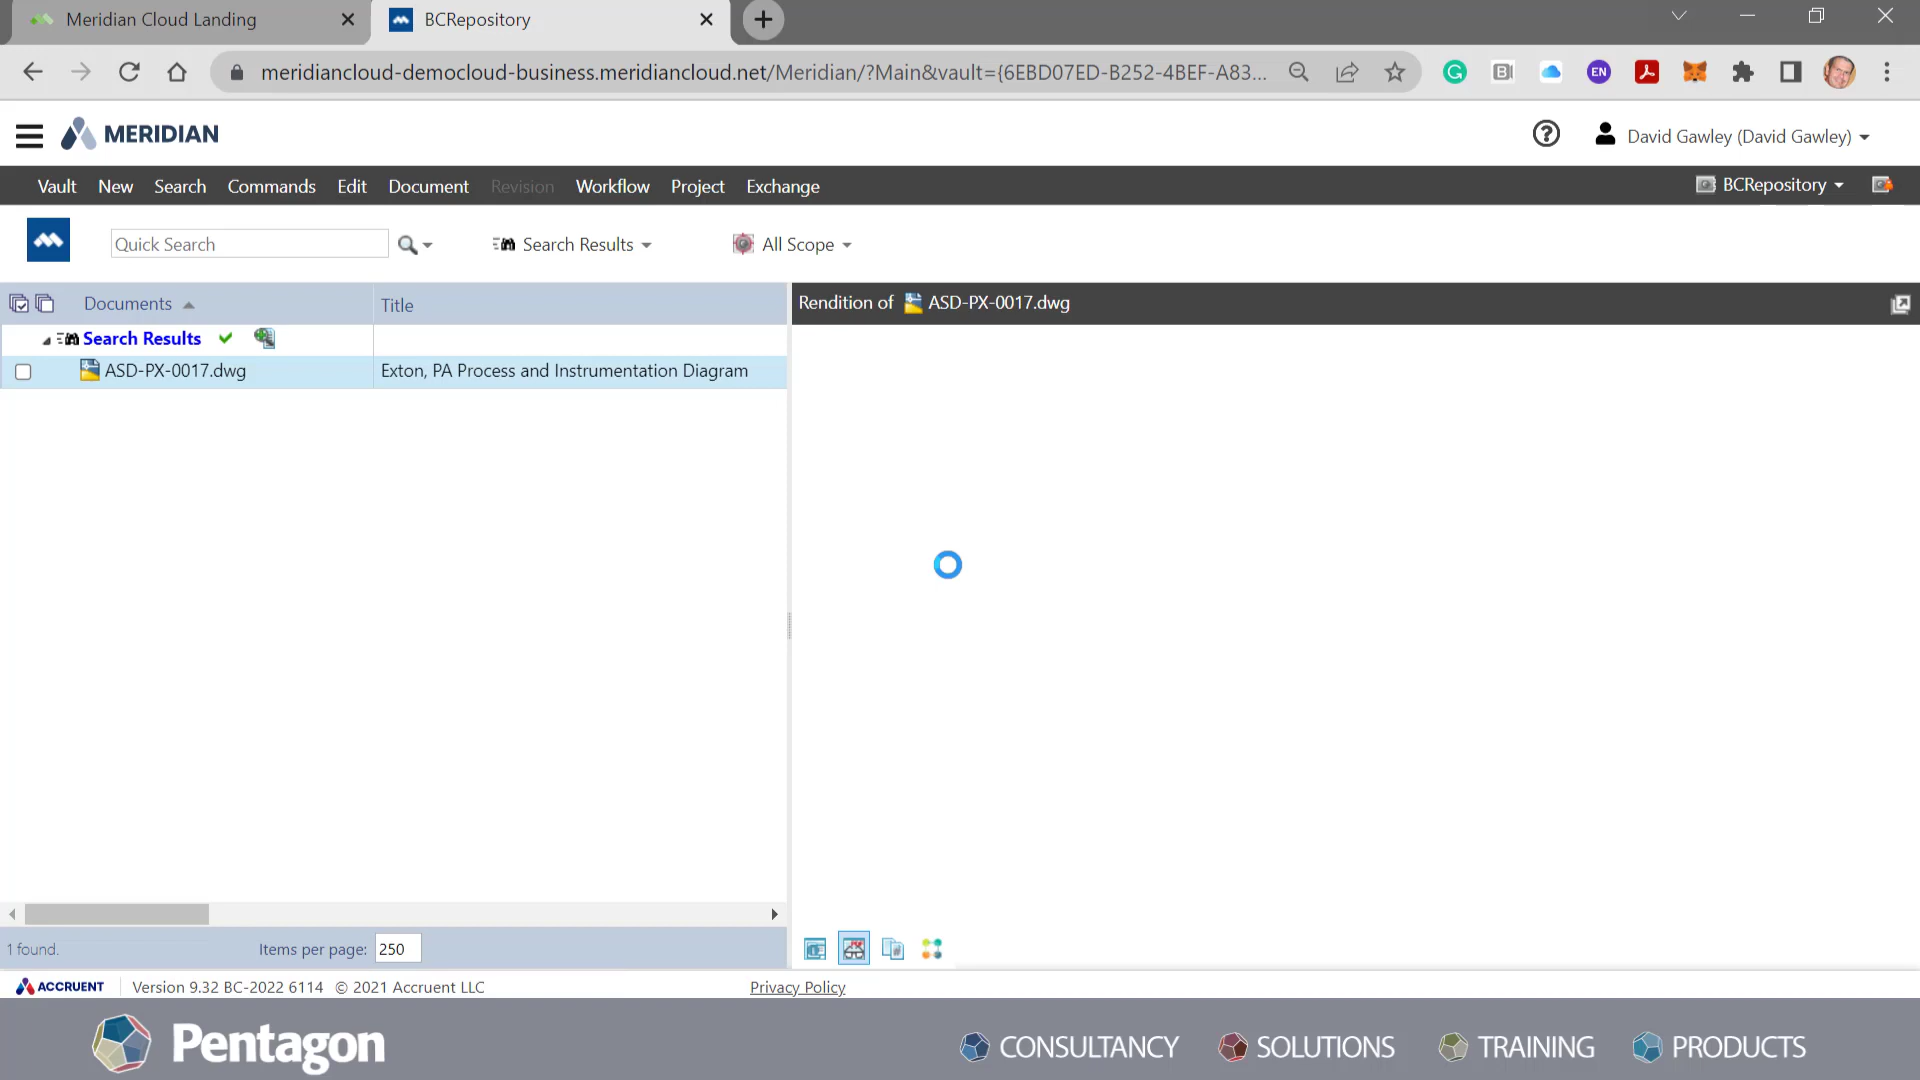 Meridian Cloud Landing
BCRepository
meridiancloud-democloud-business.meridiancloud.net/Meridian/?Main&vault={6EBD07ED-B252-4BEF-A83...
EN
MERIDIAN
David Gawley (David Gawley)
Vault New Search Commands Edit Document Revision Workflow Project Exchange
BCRepository
Quick Search
Search Results
All Scope
Documents Title
Rendition of ASD-PX-0017.dwg
Search Results
ASD-PX-0017.dwg Exton, PA Process and Instrumentation Diagram
1 found. Items per page: 250
ACCRUENT Version 9.32 BC-2022 6114 © 2021 Accruent LLC Privacy Policy
Pentagon CONSULTANCY SOLUTIONS TRAINING PRODUCTS